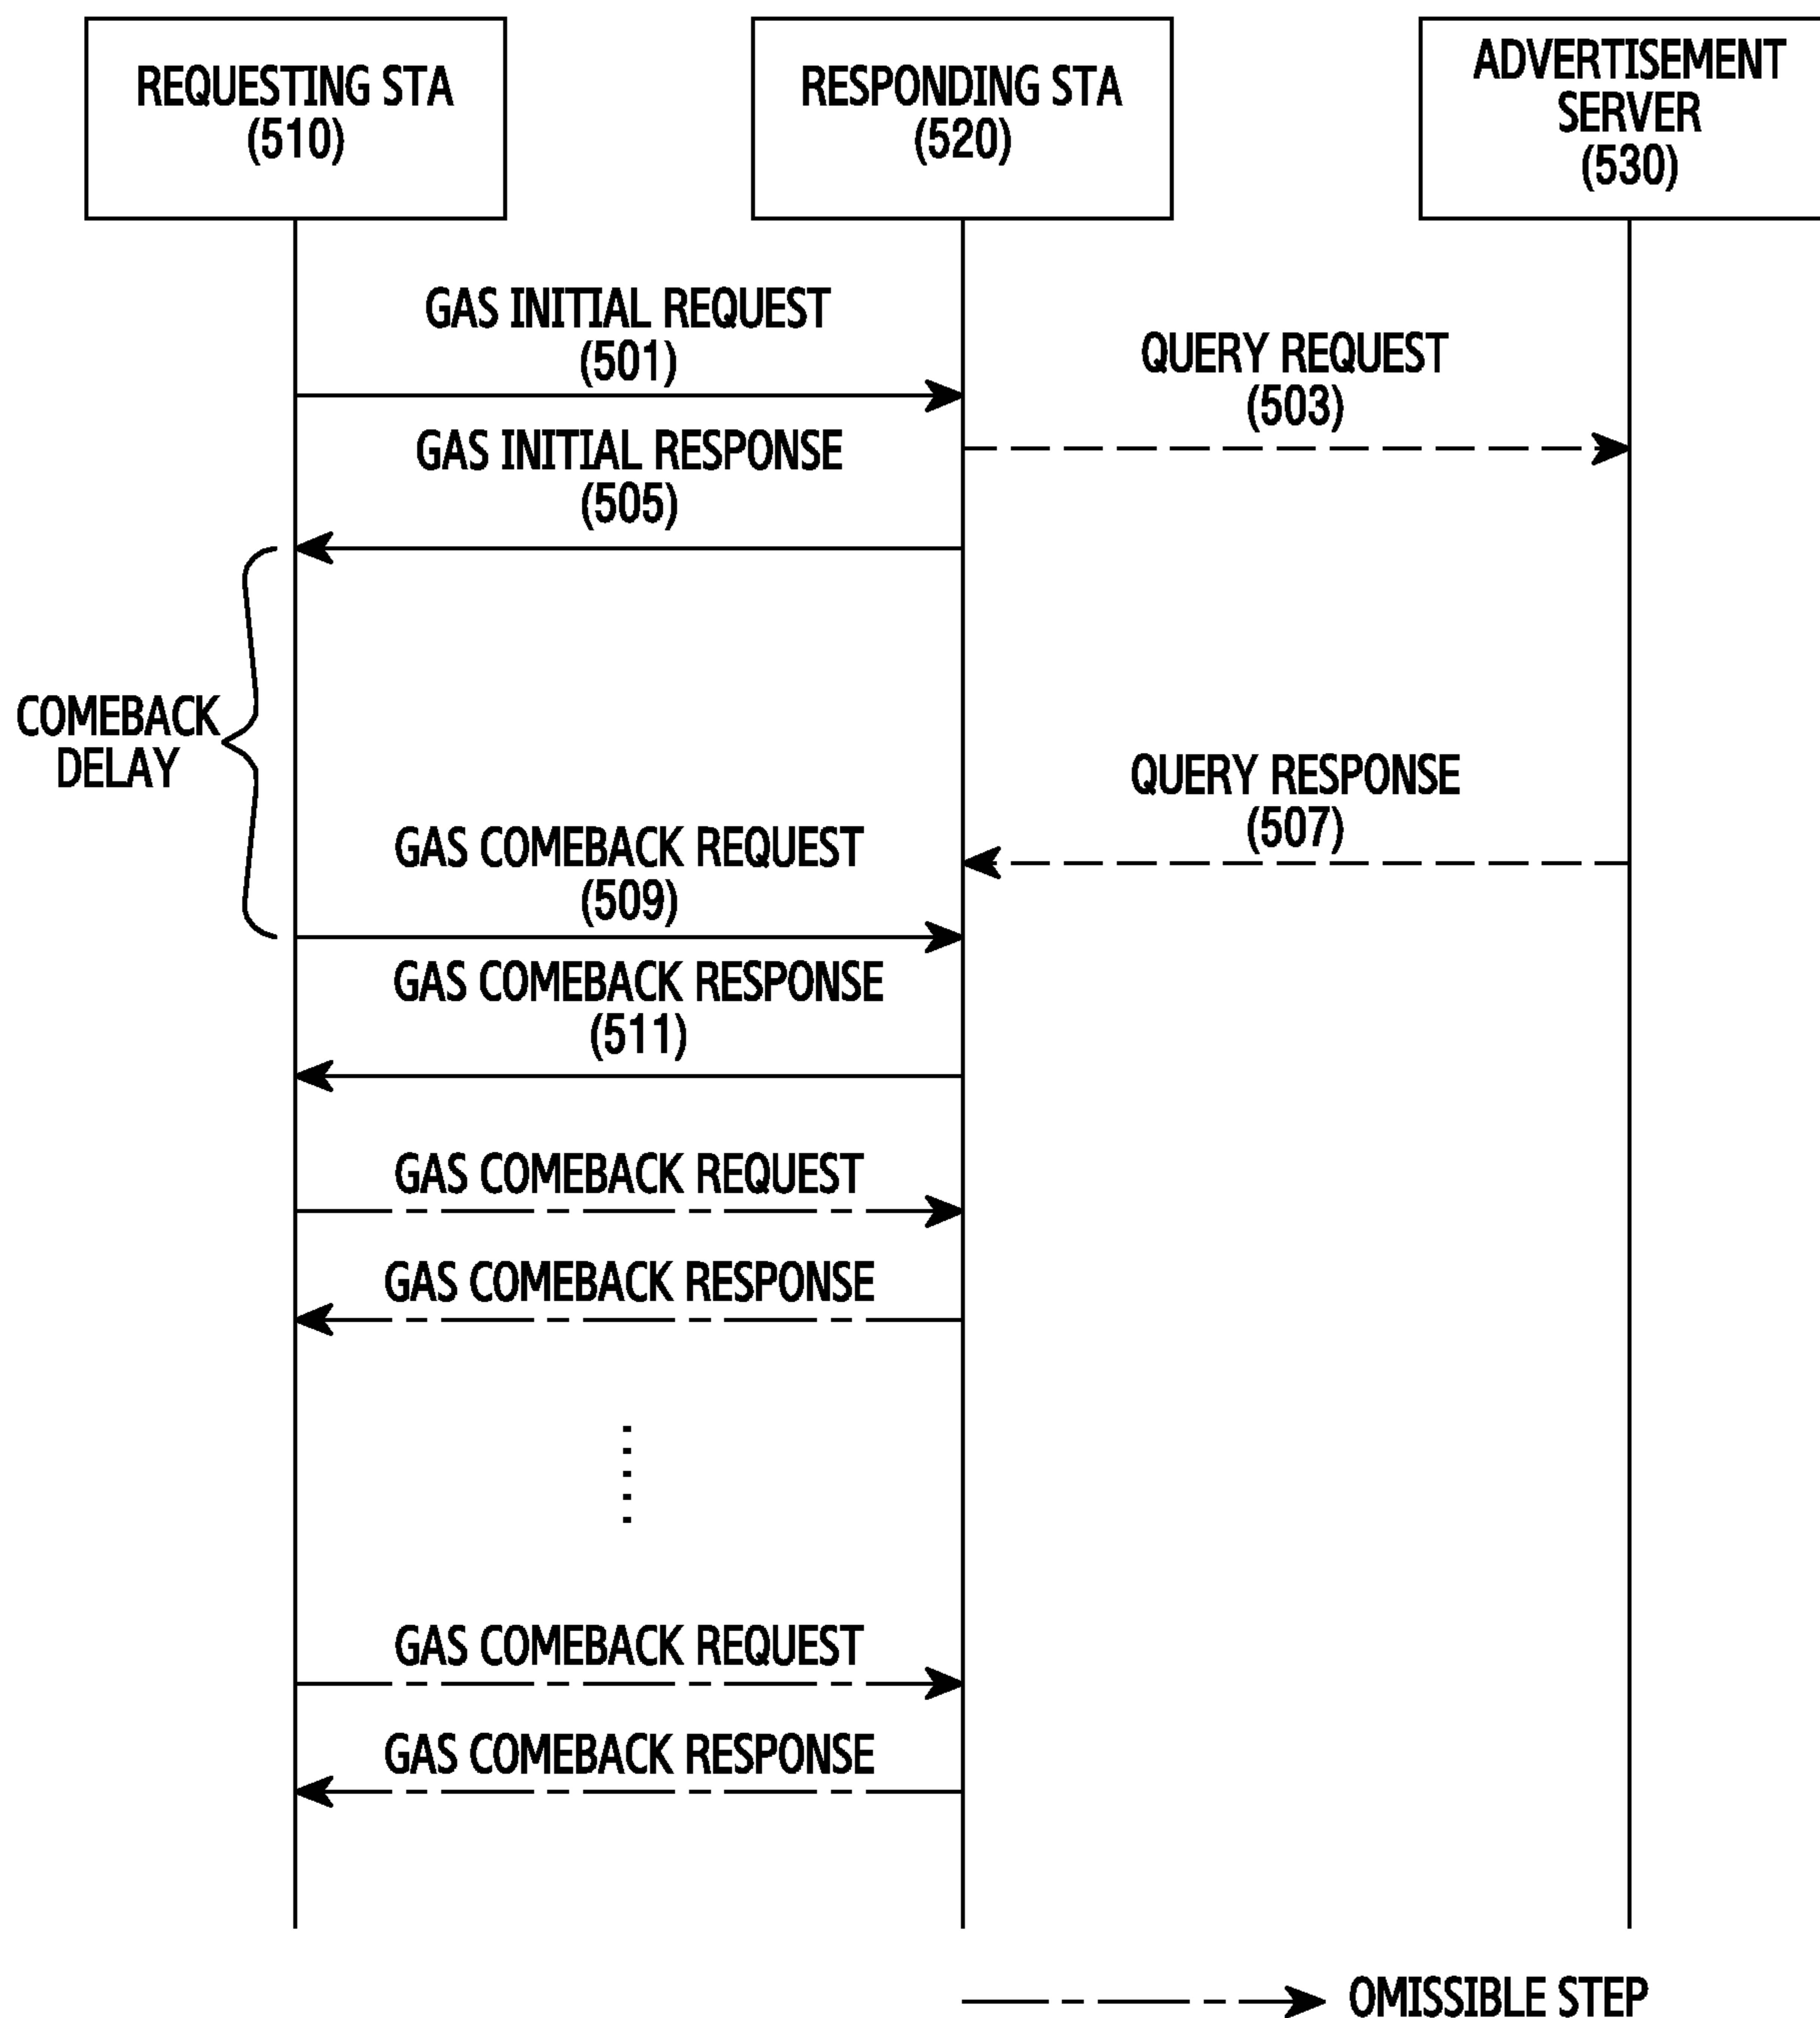 REQUESTING STA
(510)
RESPONDING STA
(520)
ADVERTISEMENT
SERVER
(530)
GAS INITIAL REQUEST
(501)
QUERY REQUEST
(503)
GAS INITIAL RESPONSE
(505)
COMEBACK
DELAY
QUERY RESPONSE
(507)
GAS COMEBACK REQUEST
(509)
GAS COMEBACK RESPONSE
(511)
GAS COMEBACK REQUEST
GAS COMEBACK RESPONSE
GAS COMEBACK REQUEST
GAS COMEBACK RESPONSE
OMISSIBLE STEP